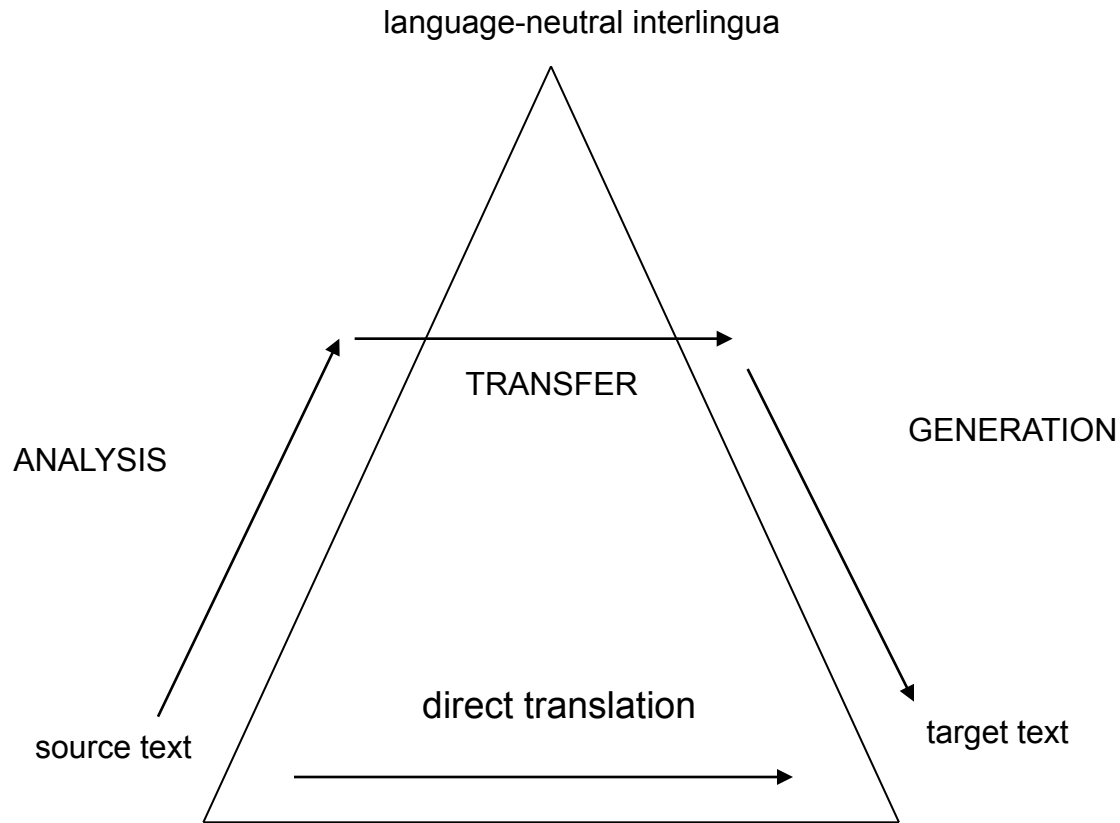 language-neutral interlingua
TRANSFER
GENERATION
ANALYSIS
direct translation
target text
source text